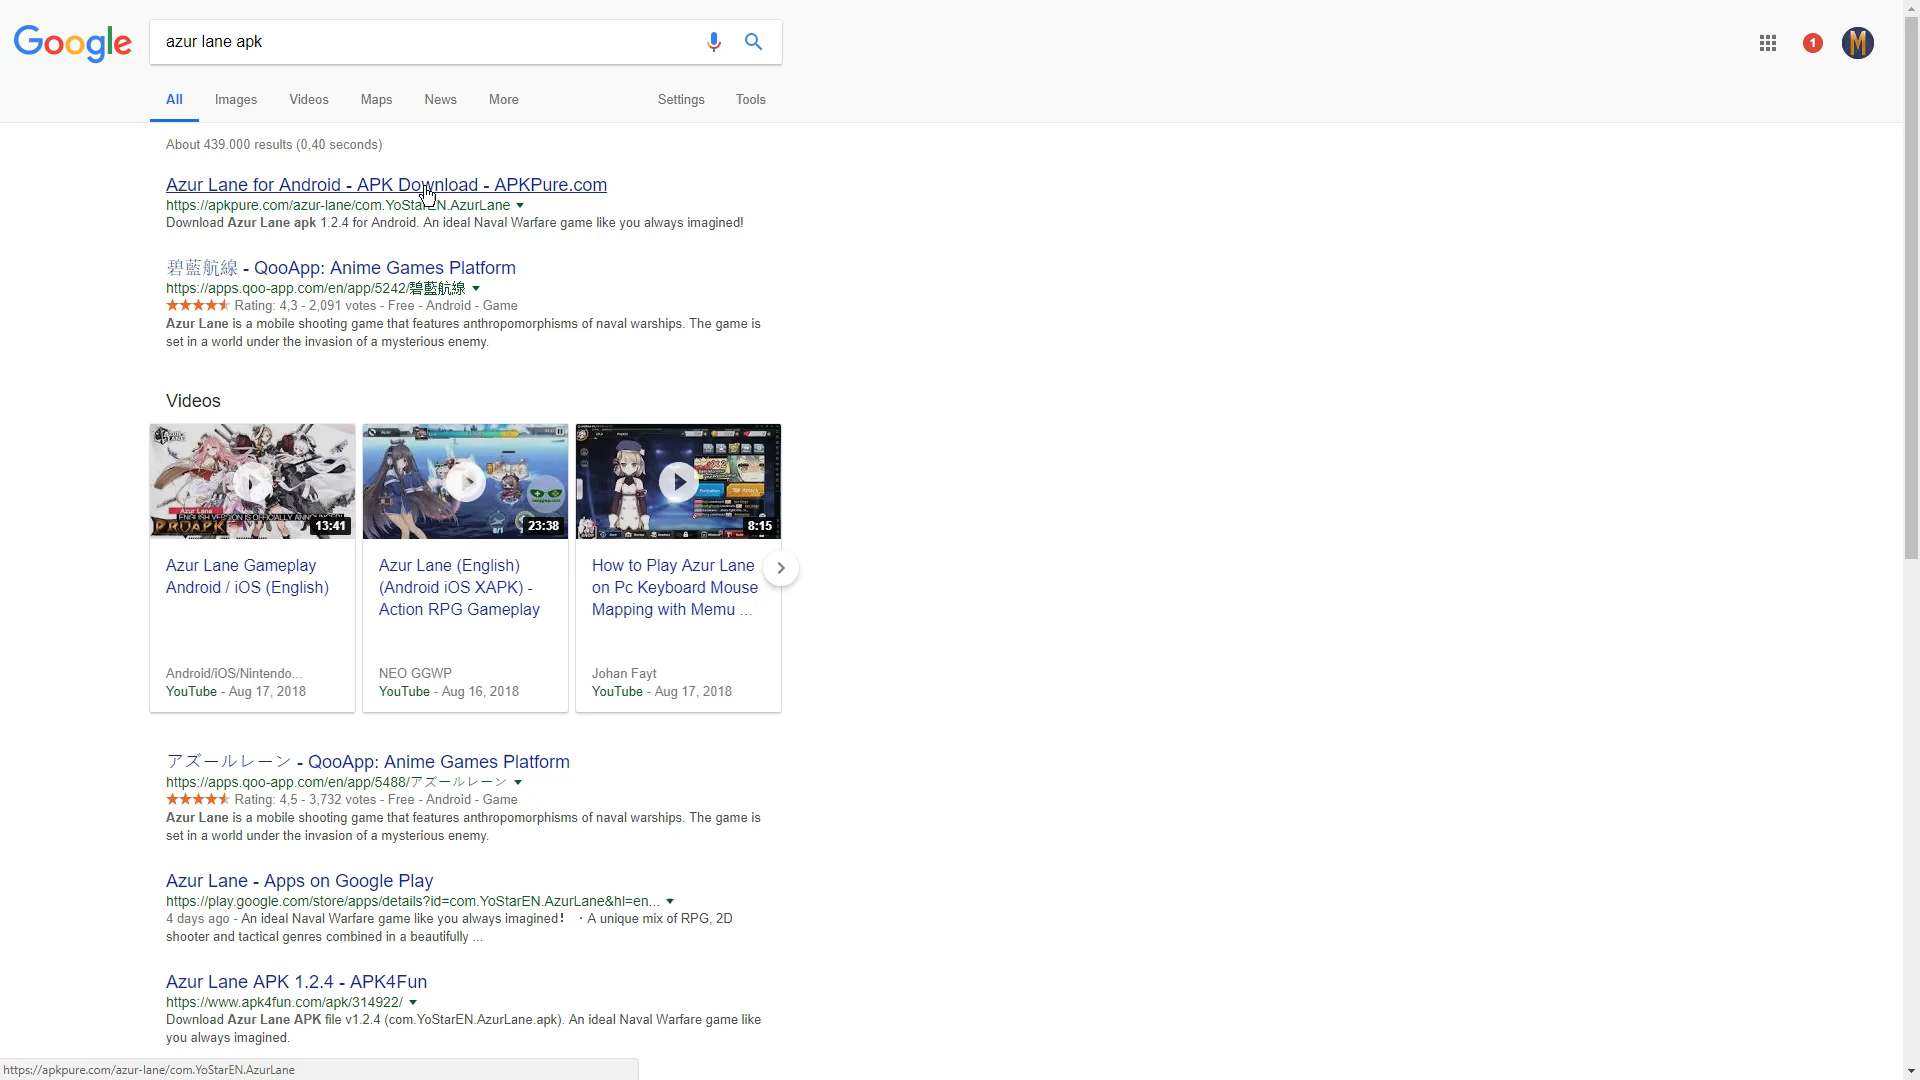 Google
azur lane apk
1
M
All Images Videos Maps News More Settings Tools
About 439.000 results (0,40 seconds)
Azur Lane for Android - APK Download - APKPure.com
https://apkpure.com/azur-lane/com.YoStarEN.AzurLane
Download Azur Lane apk 1.2.4 for Android. An ideal Naval Warfare game like you always imagined!
碧藍航線 - QooApp: Anime Games Platform
https://apps.qoo-app.com/en/app/5242/碧藍航線
Rating: 4,3 - 2,091 votes - Free - Android - Game
Azur Lane is a mobile shooting game that features anthropomorphisms of naval warships. The game is
set in a world under the invasion of a mysterious enemy.
Videos
Azur Lane
ENGLISH VERSION IS OFFICIALLY ANNOUNCED
PROAPK
13:41
23:38
8:15
Azur Lane Gameplay
Android / iOS (English)
Android/iOS/Nintendo...
YouTube - Aug 17, 2018
Azur Lane (English)
(Android iOS XAPK) -
Action RPG Gameplay
NEO GGWP
YouTube - Aug 16, 2018
How to Play Azur Lane
on Pc Keyboard Mouse
Mapping with Memu ...
Johan Fayt
YouTube - Aug 17, 2018
アズールレーン - QooApp: Anime Games Platform
https://apps.qoo-app.com/en/app/5488/アズールレーン
Rating: 4,5 - 3,732 votes - Free - Android - Game
Azur Lane is a mobile shooting game that features anthropomorphisms of naval warships. The game is
set in a world under the invasion of a mysterious enemy.
Azur Lane - Apps on Google Play
https://play.google.com/store/apps/details?id=com.YoStarEN.AzurLane&hl=en...
4 days ago - An ideal Naval Warfare game like you always imagined！ · A unique mix of RPG, 2D
shooter and tactical genres combined in a beautifully ...
Azur Lane APK 1.2.4 - APK4Fun
https://www.apk4fun.com/apk/314922/
Download Azur Lane APK file v1.2.4 (com.YoStarEN.AzurLane.apk). An ideal Naval Warfare game like
you always imagined.
https://apkpure.com/azur-lane/com.YoStarEN.AzurLane